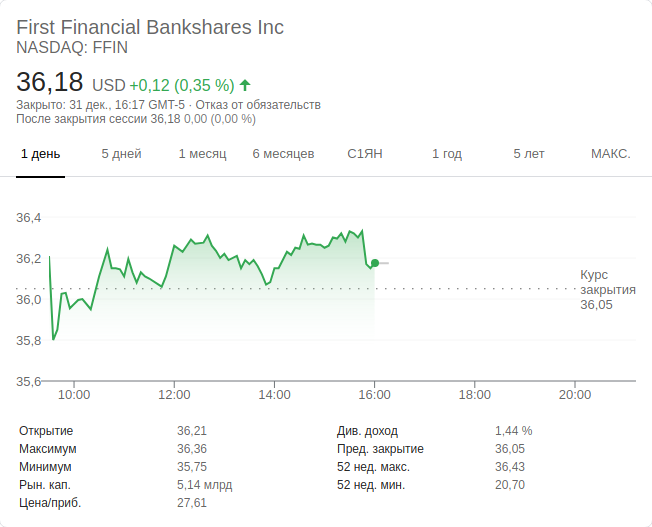 First Financial Bankshares Inc
NASDAQ: FFIN
36,18 USD +0,12 (0,35 %)
Закрыто: 31 дек., 16:17 GMT-5 · Отказ от обязательств
После закрытия сессии 36,18 0,00 (0,00 %)
1 день 5 дней 1 месяц 6 месяцев С1ЯН 1 год 5 лет МАКС.
36,4
36,2
36,0
35,8
35,6
Курс
закрытия
36,05
10:00 12:00 14:00 16:00 18:00 20:00
Открытие 36,21 Див. доход 1,44 %
Максимум 36,36 Пред. закрытие 36,05
Минимум 35,75 52 нед. макс. 36,43
Рын. кап. 5,14 млрд 52 нед. мин. 20,70
Цена/приб. 27,61